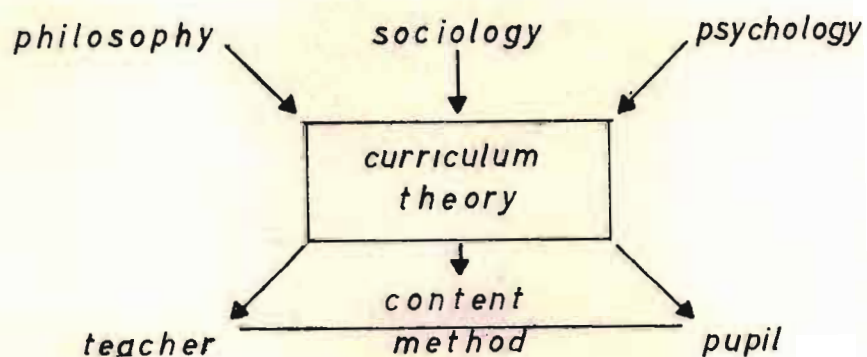 philosophy sociology psychology
curriculum
theory
content
teacher method pupil